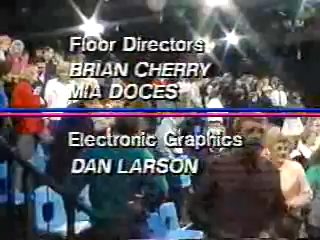 Floor Directors
BRIAN CHERRY
MIA DOCES
Electronic Graphics
DAN LARSON